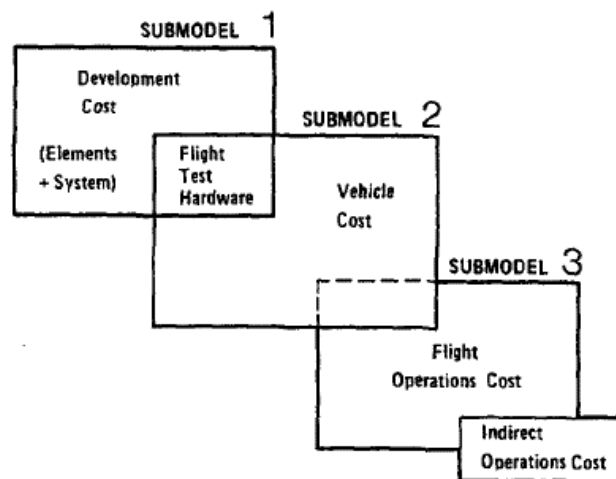 SUBMODEL 1
Development
Cost
(Elements
+ System)
SUBMODEL 2
Flight
Test
Hardware
Vehicle
Cost
SUBMODEL 3
Flight
Operations Cost
Indirect
Operations Cost